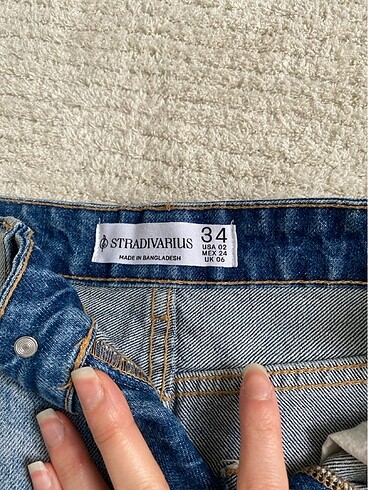 STRADIVARIUS
MADE IN BANGLADESH
34
USA 02
MEX 24
UK 06